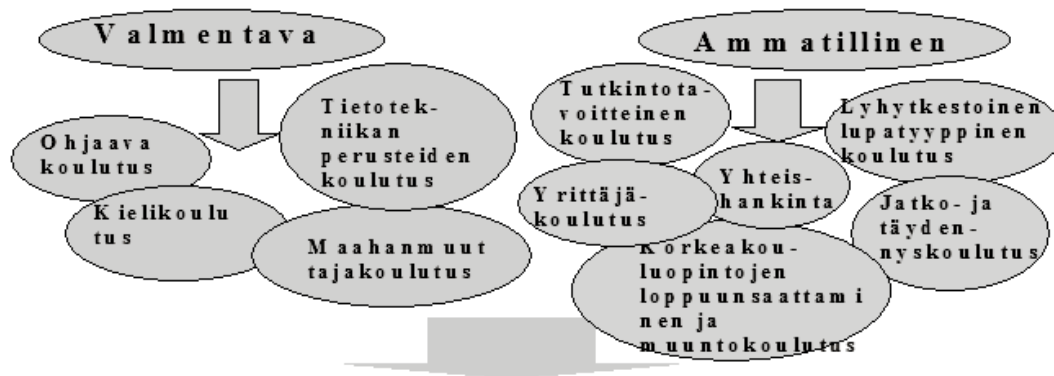 Valmentava
Ammatillinen
Ohjaava
koulutus
Tietotek-
niikan
perusteiden
koulutus
Kielikoulu
tus
Maahanmuut
tajakoulutus
Tutkintota-
voitteinen
koulutus
Lyhytkestoinen
lupatyyppinen
koulutus
Yrittäjä-
koulutus
Yhteis-
hankinta
Jatko- ja
täyden-
nyskoulutus
Korkeakou-
luopintojen
loppuunsaattami
nen ja
muuntokoulutus